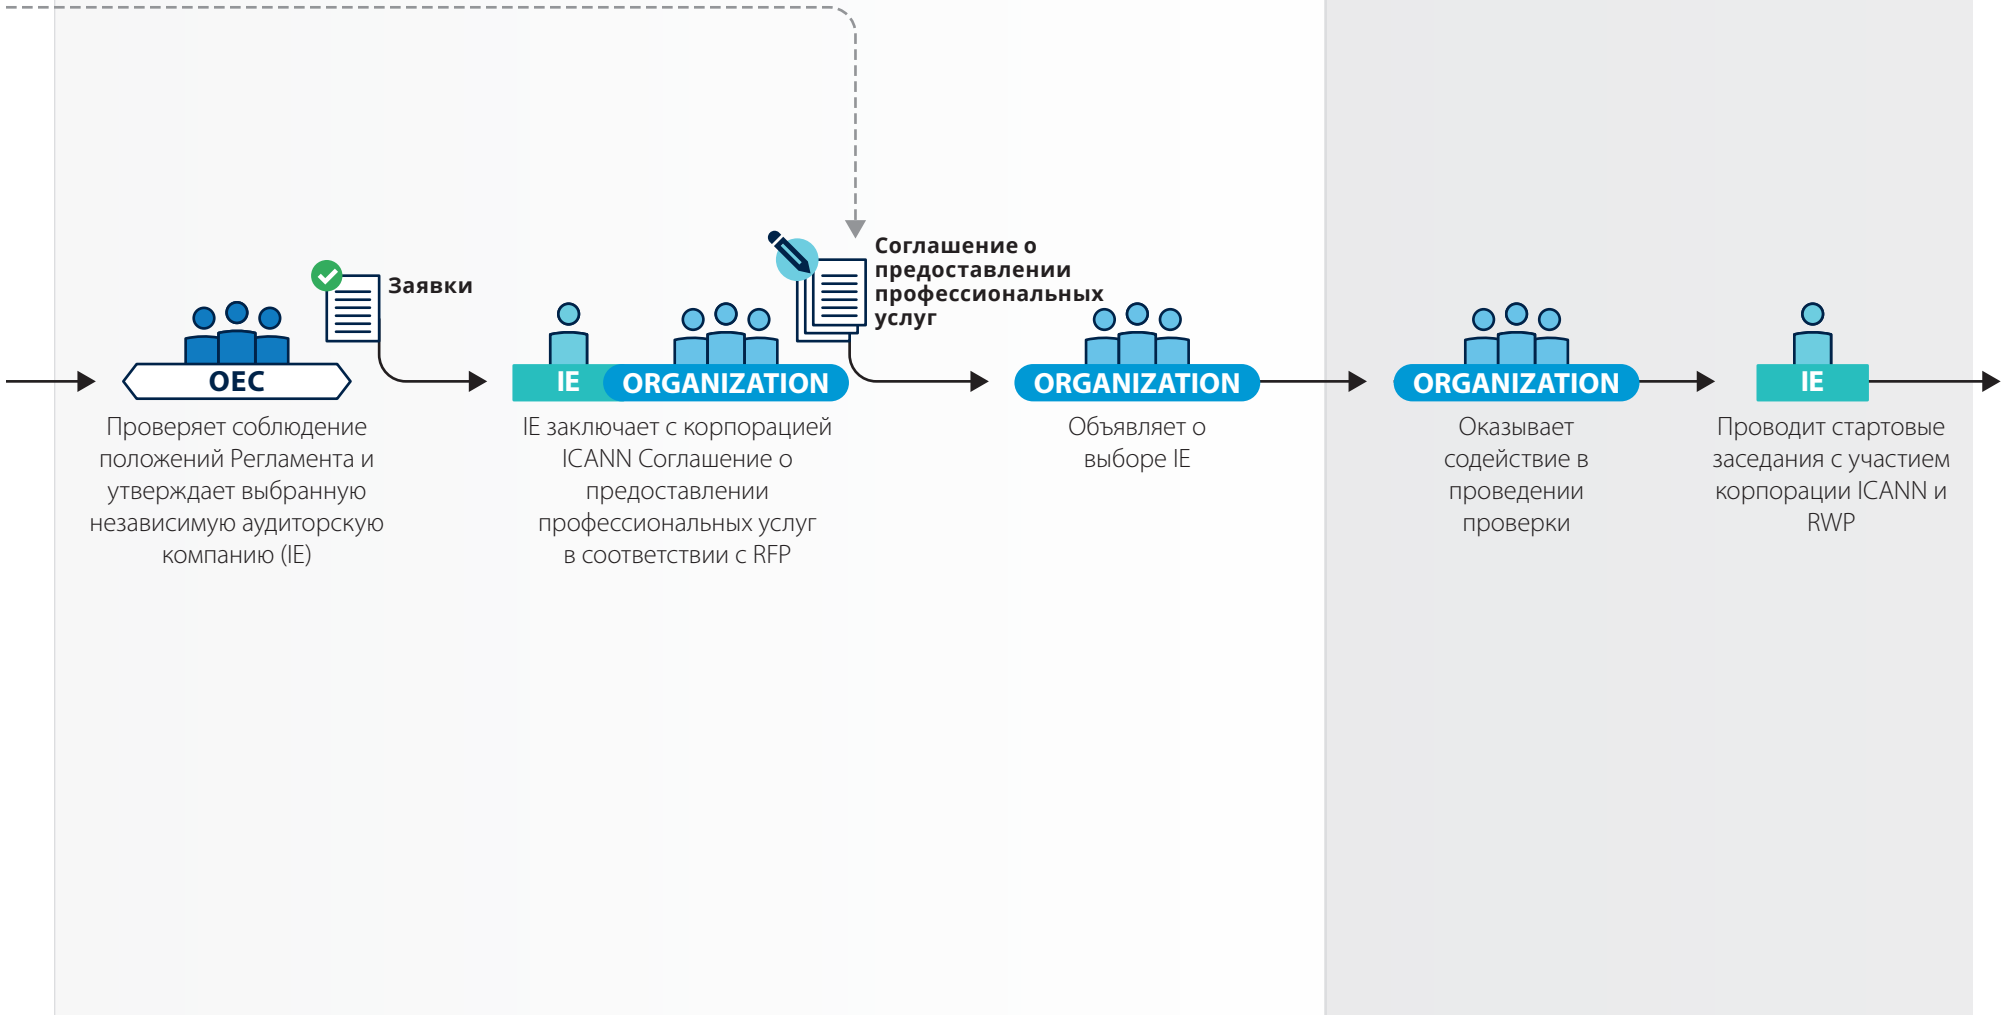 Заявки
OEC
Проверяет соблюдение
положений Регламента и
утверждает выбранную
независимую аудиторскую
компанию (IE)
Соглашение о
предоставлении
профессиональных
услуг
IE
ORGANIZATION
IE заключает с корпорацией
ICANN Соглашение о
предоставлении
профессиональных услуг
в соответствии с RFP
ORGANIZATION
Объявляет о
выборе IE
ORGANIZATION
Оказывает
содействие в
проведении
проверки
IE
Проводит стартовые
заседания с участием
корпорации ICANN и
RWP